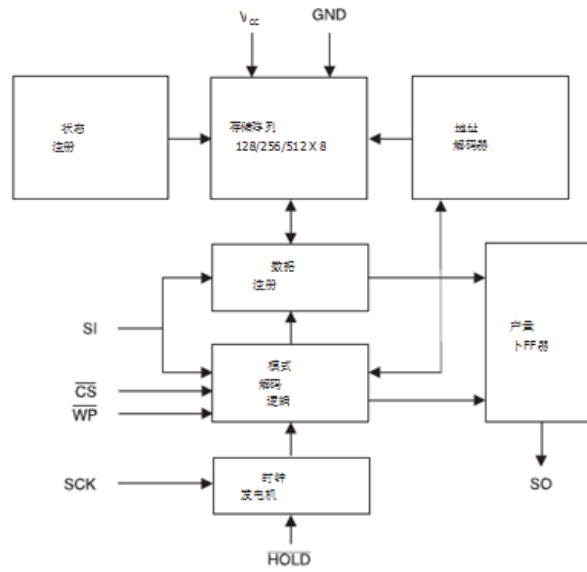 VCC
GND
状态
注册
存储阵列
128/256/512 X 8
地址
解码器
数据
注册
SI
产量
卜FF器
模式
解码
逻辑
CS
WP
时钟
发电机
SCK
SO
HOLD